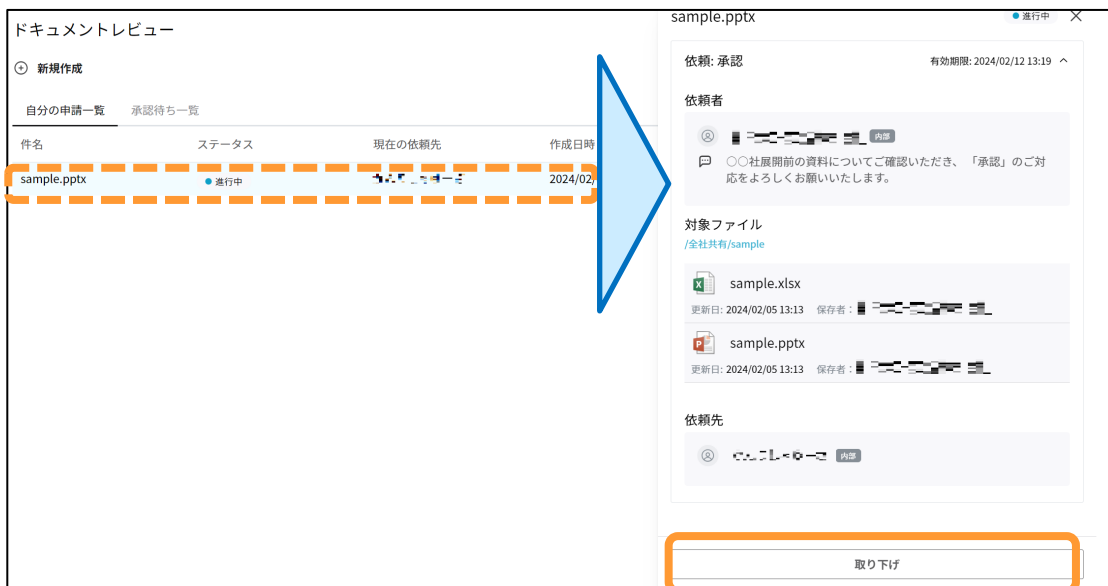 ドキュメントレビュー
新規作成
自分の申請一覧 承認待ち一覧
件名 ステータス 現在の依頼先 作成日時
sample.pptx 進行中 2024/02/
sample.pptx 進行中
依頼: 承認 有効期限: 2024/02/12 13:19
依頼者
内部
○○社展開前の資料についてご確認いただき、 「承認」のご対
応をよろしくお願いいたします。
対象ファイル
/全社共有/sample
sample.xlsx
更新日: 2024/02/05 13:13 保存者:
sample.pptx
更新日: 2024/02/05 13:13 保存者:
依頼先
内部
取り下げ